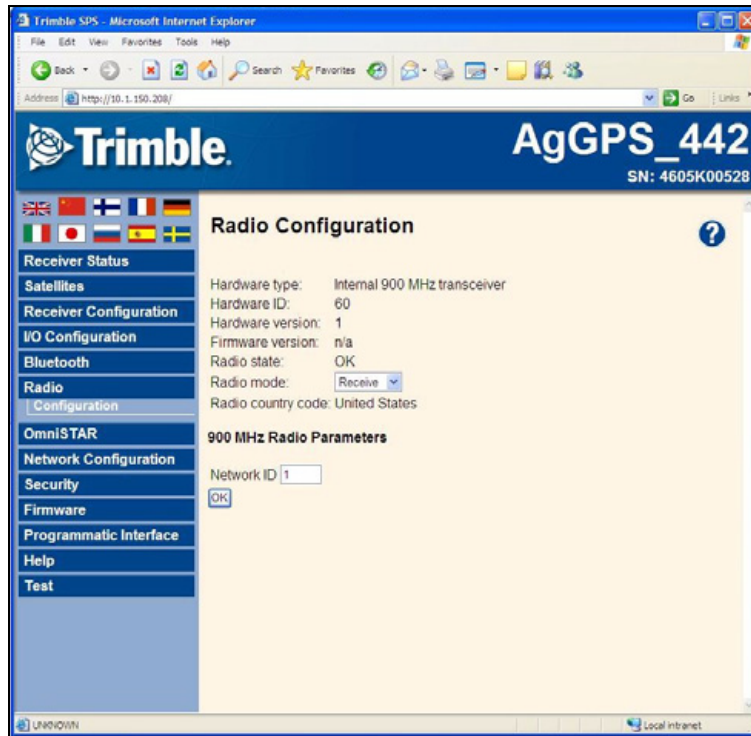 Trimble SPS - Microsoft Internet Explorer
File Edit View Favorites Tools Help
Back Search Favorites
Address http://10.1.150.208/ Go Links
Trimble.
AgGPS_442
SN: 4605K00528
Radio Configuration
?
Receiver Status
Satellites
Receiver Configuration
I/O Configuration
Bluetooth
Radio
Configuration
OmniSTAR
Network Configuration
Security
Firmware
Programmatic Interface
Help
Test
Hardware type: Internal 900 MHz transceiver
Hardware ID: 60
Hardware version: 1
Firmware version: n/a
Radio state: OK
Radio mode: Receive
Radio country code: United States
900 MHz Radio Parameters
Network ID 1
OK
UNKNOWN Local intranet